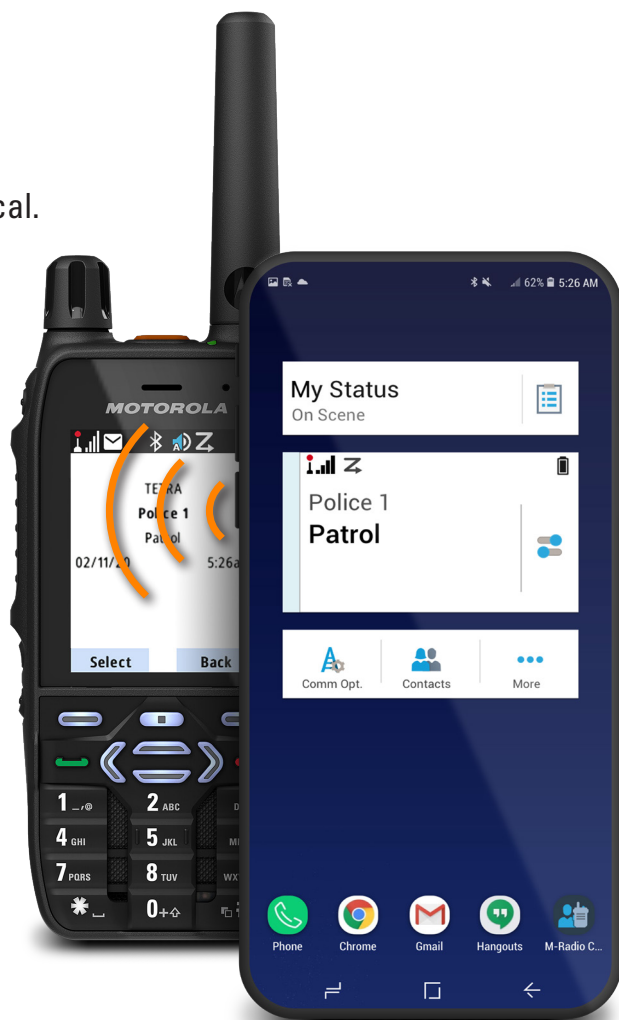 cal.
MOTOROLA
TETRA
Police 1
Patrol
02/11/20 5:26a
Select Back
1 _,@ 2 ABC D
4 GHI 5 JKL M
7 PQRS 8 TUV WX
* 0+
62% 5:26 AM
My Status
On Scene
Police 1
Patrol
Comm Opt. Contacts More
Phone Chrome Gmail Hangouts M-Radio C...